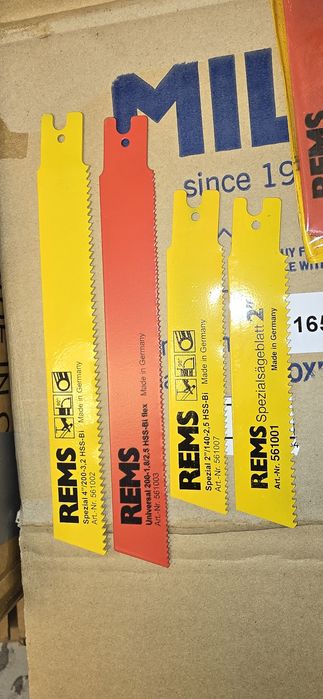 MIL
since 19
REMS
Spezial 4"/200-3,2 HSS-Bi
Art.-Nr. 561002
Made in Germany
REMS
Universal 200-1,8/2,5 HSS-Bi flex
Art.-Nr. 561003
Made in Germany
REMS
Spezial 2"/140-2,5 HSS-Bi
Art.-Nr. 561007
Made in Germany
REMS
Spezialsägeblatt 2"
Art.-Nr. 561001
Made in Germany
REMS
165